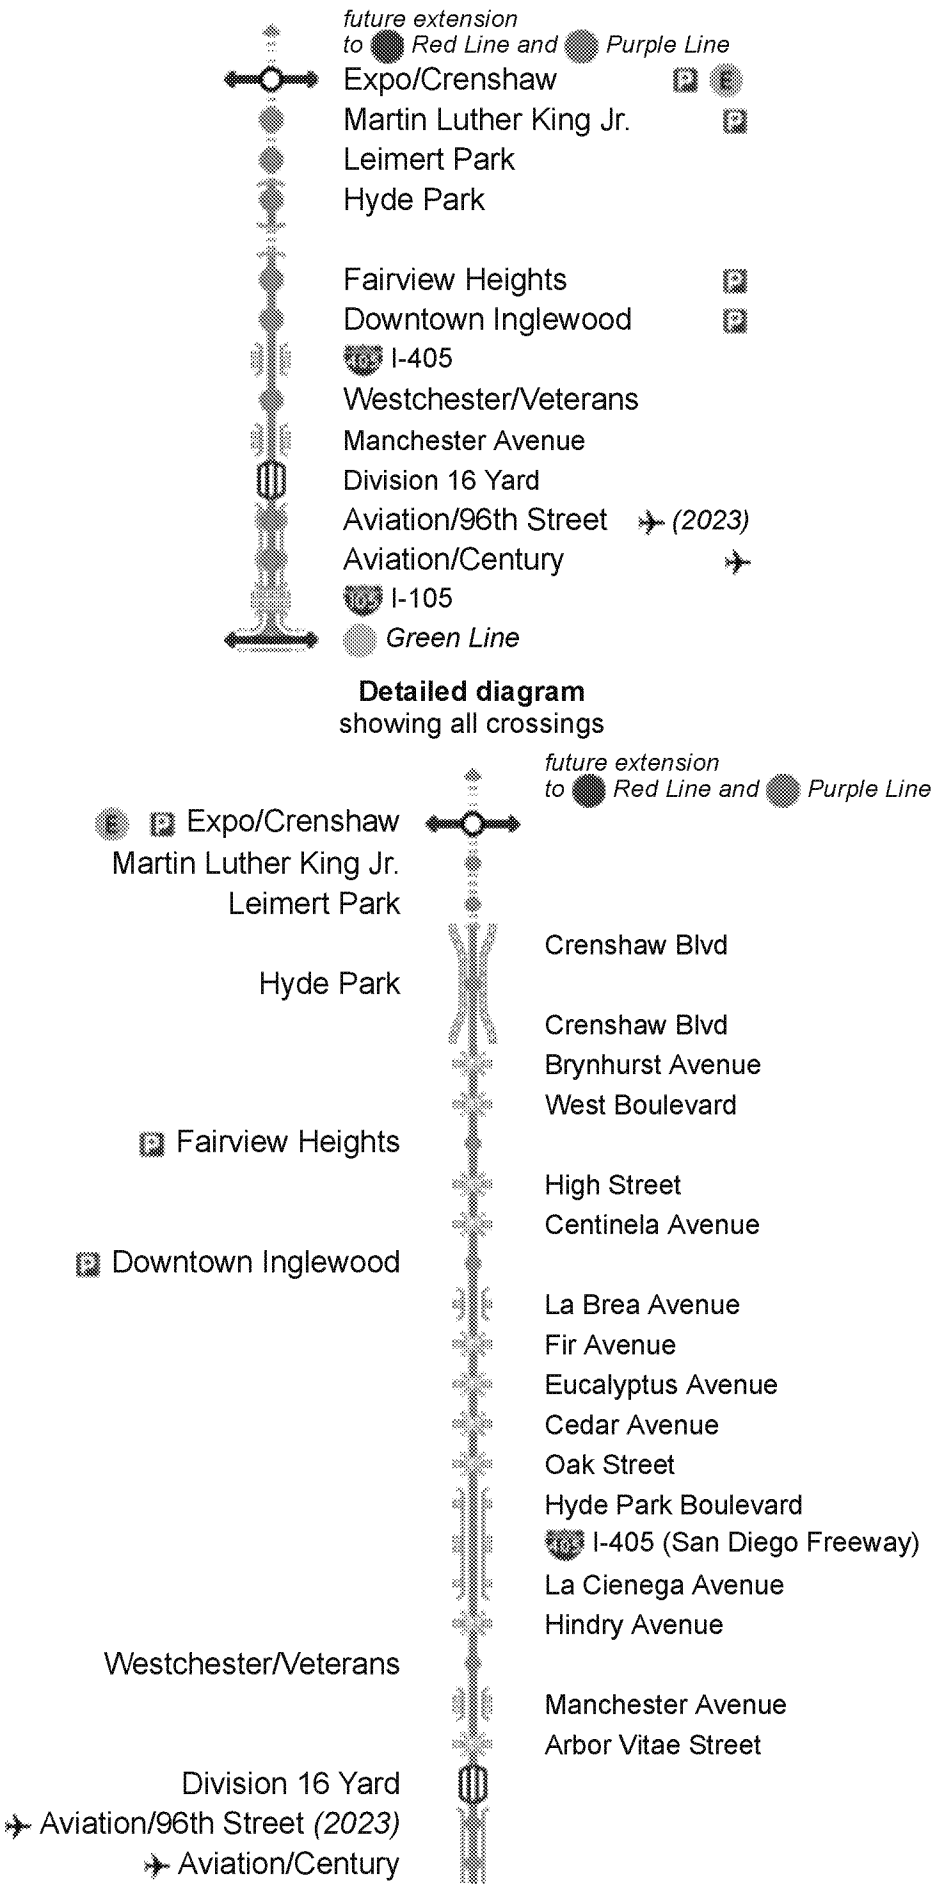 future extension
to Red Line and Purple Line
Expo/Crenshaw P E
Martin Luther King Jr. P
Leimert Park
Hyde Park
Fairview Heights P
Downtown Inglewood P
405 I-405
Westchester/Veterans
Manchester Avenue
Division 16 Yard
Aviation/96th Street (2023)
Aviation/Century
105 I-105
Green Line
Detailed diagram
showing all crossings
future extension
to Red Line and Purple Line
E P Expo/Crenshaw
Martin Luther King Jr.
Leimert Park
Crenshaw Blvd
Hyde Park
Crenshaw Blvd
Brynhurst Avenue
West Boulevard
P Fairview Heights
High Street
Centinela Avenue
P Downtown Inglewood
La Brea Avenue
Fir Avenue
Eucalyptus Avenue
Cedar Avenue
Oak Street
Hyde Park Boulevard
405 I-405 (San Diego Freeway)
La Cienega Avenue
Hindry Avenue
Westchester/Veterans
Manchester Avenue
Arbor Vitae Street
Division 16 Yard
Aviation/96th Street (2023)
Aviation/Century